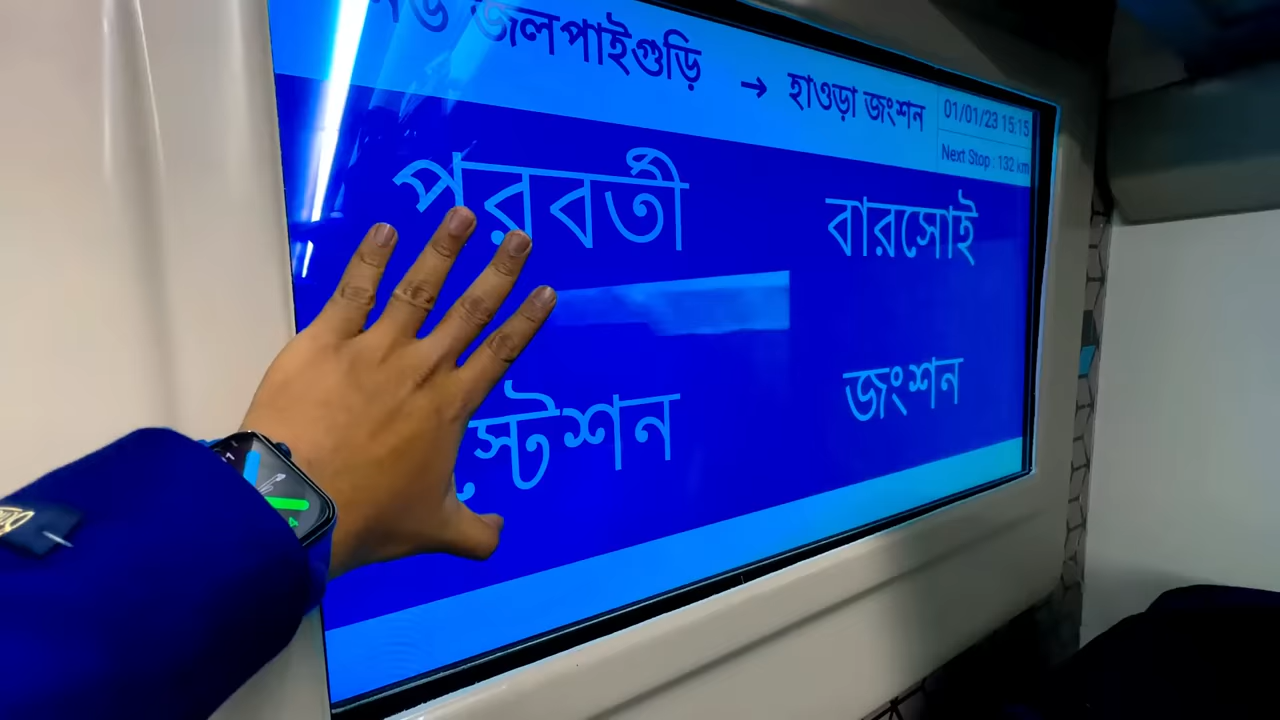 জলপাইগুড়ি → হাওড়া জংশন
01/01/23 15:15
Next Stop : 132 km
পরবর্তী
স্টেশন
বারসোই
জংশন